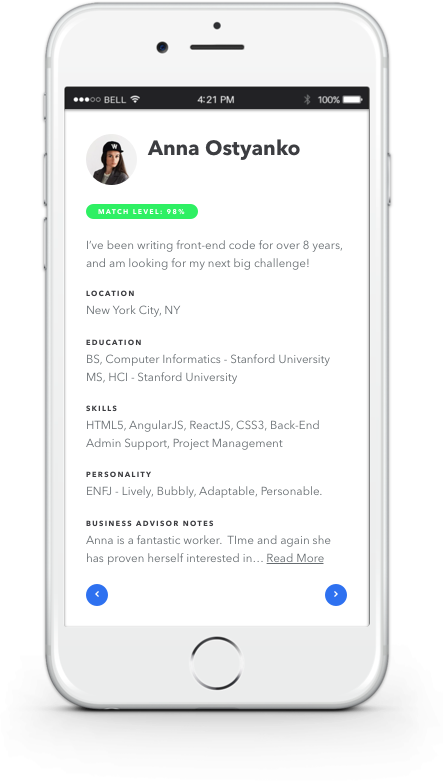 ●●●○○ BELL 4:21 PM 100%
W
Anna Ostyanko
MATCH LEVEL: 98%
I've been writing front-end code for over 8 years,
and am looking for my next big challenge!
LOCATION
New York City, NY
EDUCATION
BS, Computer Informatics - Stanford University
MS, HCI - Stanford University
SKILLS
HTML5, AngularJS, ReactJS, CSS3, Back-End
Admin Support, Project Management
PERSONALITY
ENFJ - Lively, Bubbly, Adaptable, Personable.
BUSINESS ADVISOR NOTES
Anna is a fantastic worker.  TIme and again she
has proven herself interested in... Read More